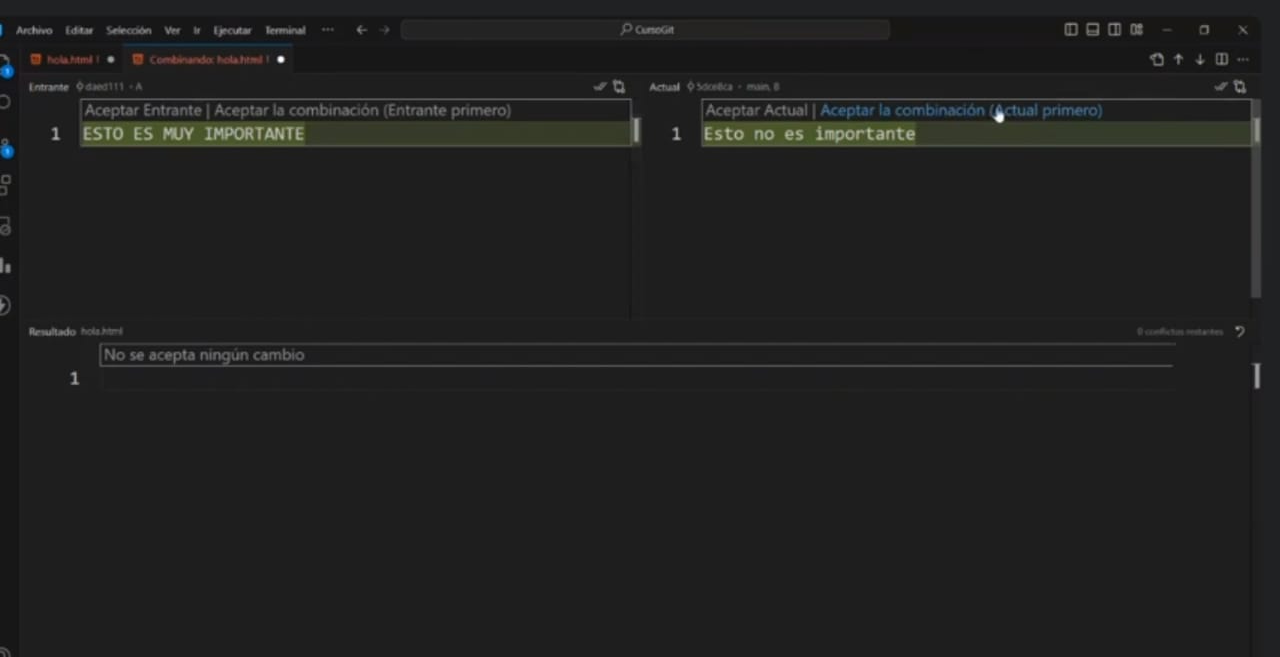 Archivo Editar Selección Ver Ir Ejecutar Terminal ··· CursoGit
hola.html ! Combinando: hola.html !
Entrante daed111 · A
Actual main, B
Aceptar Entrante | Aceptar la combinación (Entrante primero)
1 ESTO ES MUY IMPORTANTE
Aceptar Actual | Aceptar la combinación (Actual primero)
1 Esto no es importante
Resultado hola.html
0 conflictos restantes
No se acepta ningún cambio
1